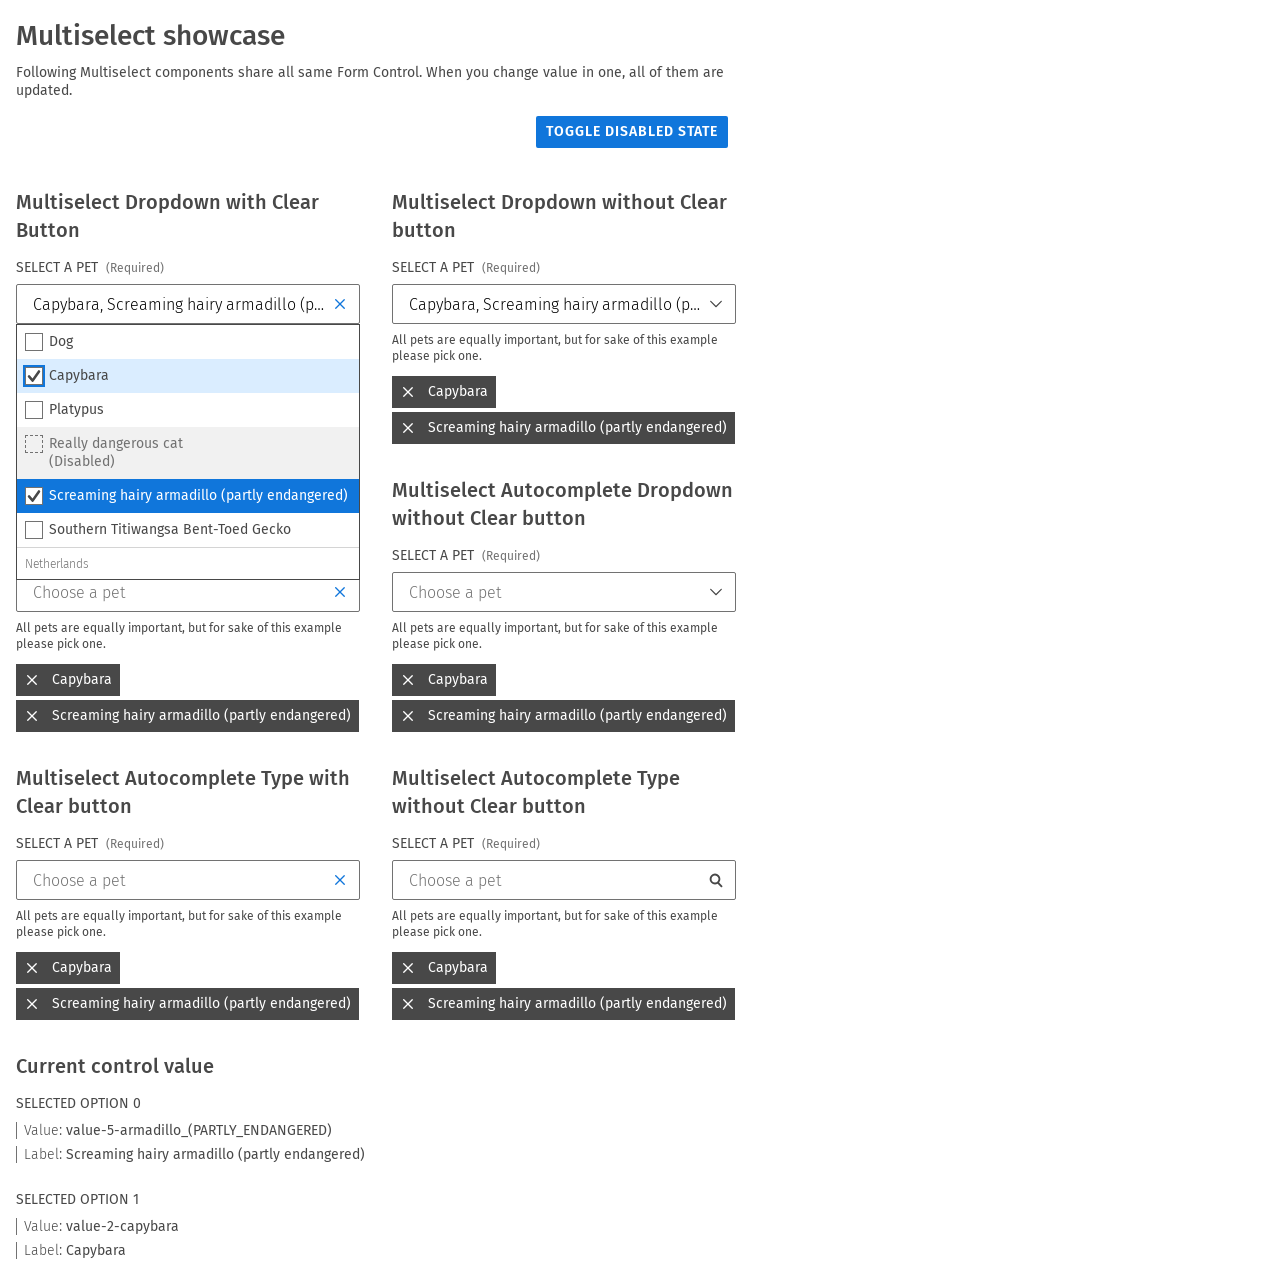 Multiselect showcase
Following Multiselect components share all same Form Control. When you change value in one, all of them are
updated.
TOGGLE DISABLED STATE
Multiselect Dropdown with Clear
Button
SELECT A PET (Required)
Capybara, Screaming hairy armadillo (p...
Dog
Capybara
Platypus
Really dangerous cat
(Disabled)
Screaming hairy armadillo (partly endangered)
Southern Titiwangsa Bent-Toed Gecko
Netherlands
Multiselect Dropdown without Clear
button
SELECT A PET (Required)
Capybara, Screaming hairy armadillo (p...
All pets are equally important, but for sake of this example
please pick one.
Capybara
Screaming hairy armadillo (partly endangered)
Choose a pet
All pets are equally important, but for sake of this example
please pick one.
Capybara
Screaming hairy armadillo (partly endangered)
Multiselect Autocomplete Dropdown
without Clear button
SELECT A PET (Required)
Choose a pet
All pets are equally important, but for sake of this example
please pick one.
Capybara
Screaming hairy armadillo (partly endangered)
Multiselect Autocomplete Type with
Clear button
SELECT A PET (Required)
Choose a pet
All pets are equally important, but for sake of this example
please pick one.
Capybara
Screaming hairy armadillo (partly endangered)
Multiselect Autocomplete Type
without Clear button
SELECT A PET (Required)
Choose a pet
All pets are equally important, but for sake of this example
please pick one.
Capybara
Screaming hairy armadillo (partly endangered)
Current control value
SELECTED OPTION 0
Value: value-5-armadillo_(PARTLY_ENDANGERED)
Label: Screaming hairy armadillo (partly endangered)
SELECTED OPTION 1
Value: value-2-capybara
Label: Capybara